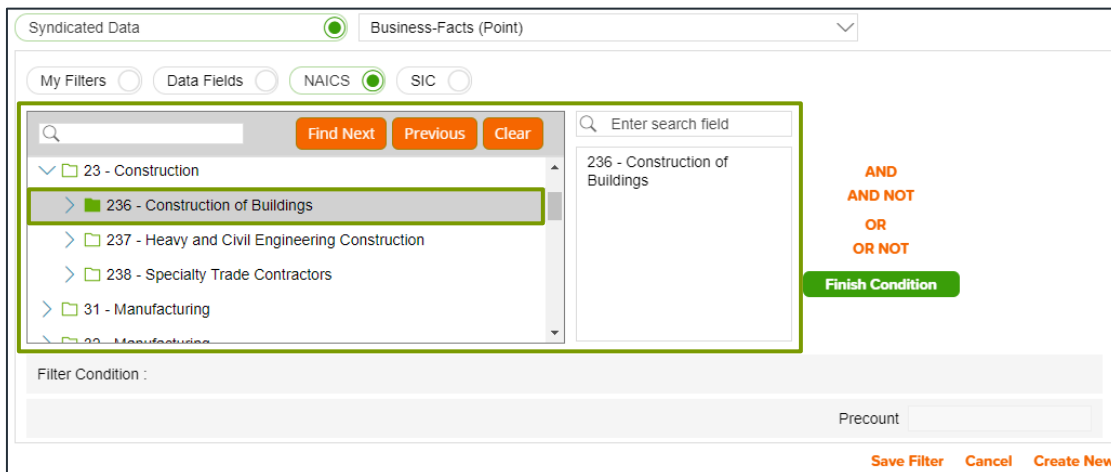 Syndicated Data Business-Facts (Point)
My Filters Data Fields NAICS SIC
Find Next Previous Clear Enter search field
23 - Construction
236 - Construction of Buildings
237 - Heavy and Civil Engineering Construction
238 - Specialty Trade Contractors
31 - Manufacturing
32 - Manufacturing
236 - Construction of
Buildings
AND
AND NOT
OR
OR NOT
Finish Condition
Filter Condition :
Precount
Save Filter Cancel Create New